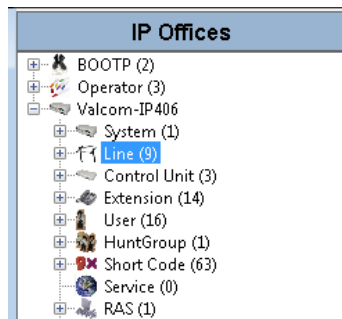 IP Offices
BOOTP (2)
Operator (3)
Valcom-IP406
System (1)
Line (9)
Control Unit (3)
Extension (14)
User (16)
HuntGroup (1)
Short Code (63)
Service (0)
RAS (1)